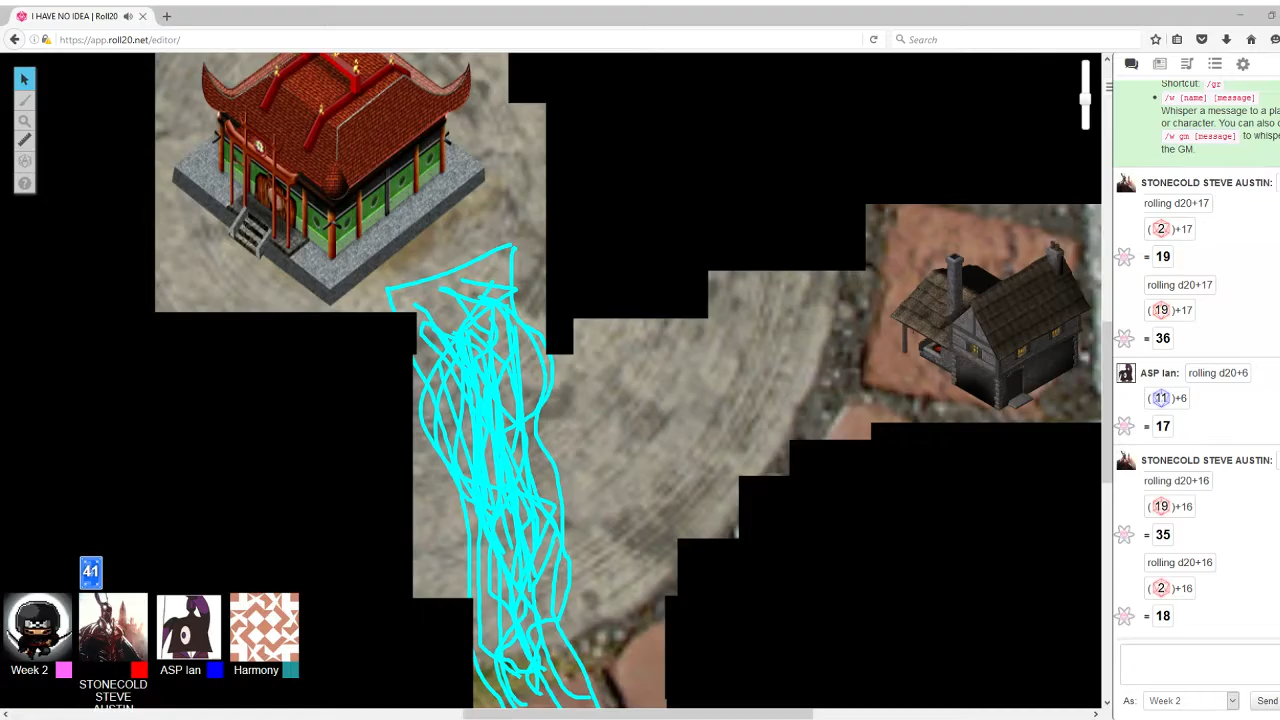 I HAVE NO IDEA | Roll20
https://app.roll20.net/editor/
Search
Shortcut: /gr
/w [name] [message]
Whisper a message to a pla
or character. You can also
/w gm [message] to whisp
the GM.
STONECOLD STEVE AUSTIN:
rolling d20+17
(2)+17
= 19
rolling d20+17
(19)+17
= 36
ASP Ian: rolling d20+6
(11)+6
= 17
STONECOLD STEVE AUSTIN:
rolling d20+16
(19)+16
= 35
rolling d20+16
(2)+16
= 18
41
Week 2
STONECOLD
STEVE
AUSTIN
ASP Ian
Harmony
As: Week 2
Send